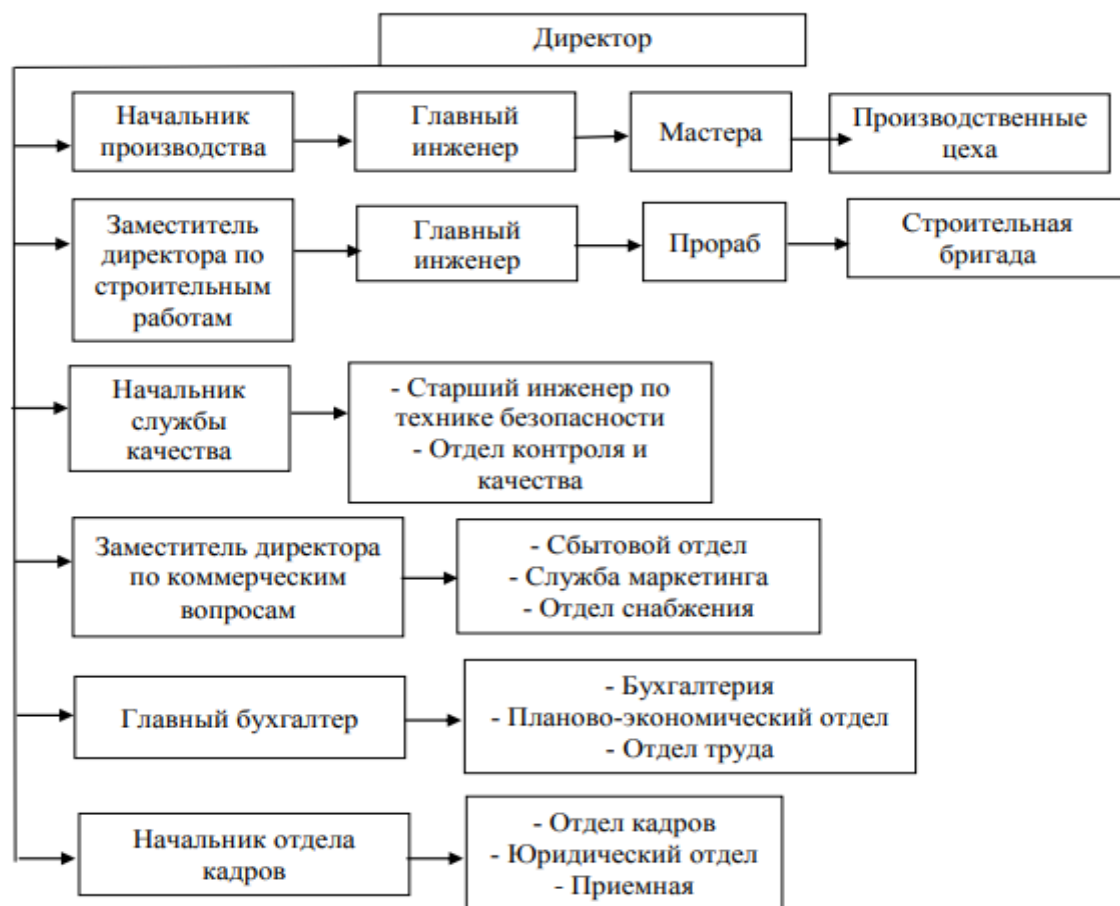 Директор
Начальник
производства
Главный
инженер
Мастера
Производственные
цеха
Заместитель
директора по
строительным
работам
Главный
инженер
Прораб
Строительная
бригада
Начальник
службы
качества
- Старший инженер по
технике безопасности
- Отдел контроля и
качества
Заместитель директора
по коммерческим
вопросам
- Сбытовой отдел
- Служба маркетинга
- Отдел снабжения
Главный бухгалтер
- Бухгалтерия
- Планово-экономический отдел
- Отдел труда
Начальник отдела
кадров
- Отдел кадров
- Юридический отдел
- Приемная